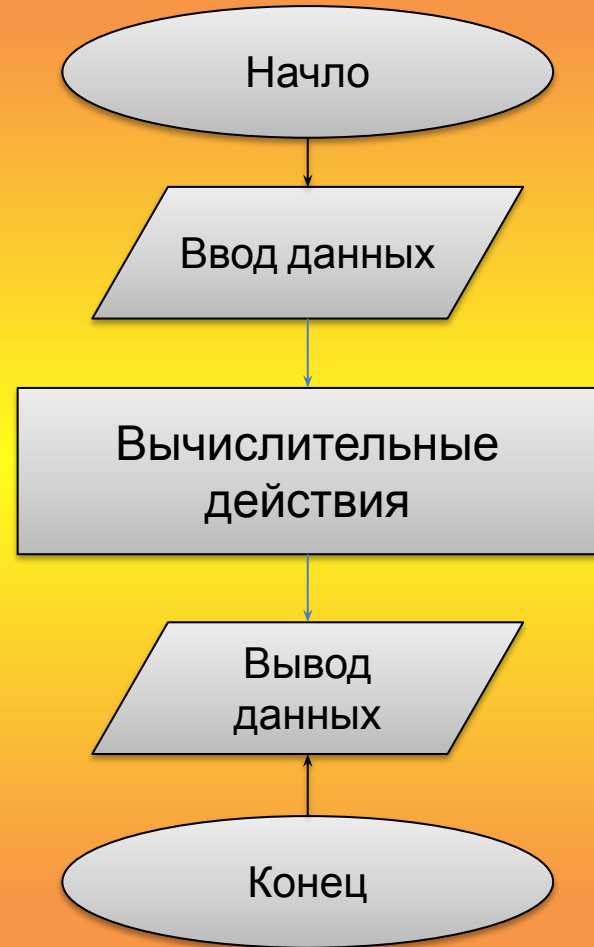 Начло
Ввод данных
Вычислительные
действия
Вывод
данных
Конец